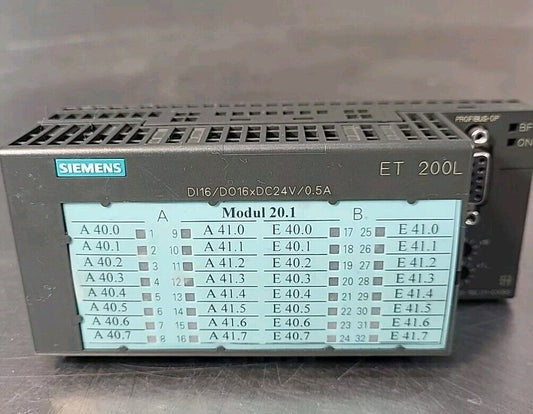 PROFIBUS-DP
BF
ON
SIEMENS
ET 200L
DI16/DO16xDC24V/0.5A
A Modul 20.1 B
A 40.0 1 9 A 41.0 E 40.0 17 25 E 41.0
A 40.1 2 10 A 41.1 E 40.1 18 26 E 41.1
A 40.2 3 11 A 41.2 E 40.2 19 27 E 41.2
A 40.3 4 12 A 41.3 E 40.3 20 28 E 41.3
A 40.4 5 13 A 41.4 E 40.4 21 29 E 41.4
A 40.5 6 14 A 41.5 E 40.5 22 30 E 41.5
A 40.6 7 15 A 41.6 E 40.6 23 31 E 41.6
A 40.7 8 16 A 41.7 E 40.7 24 32 E 41.7